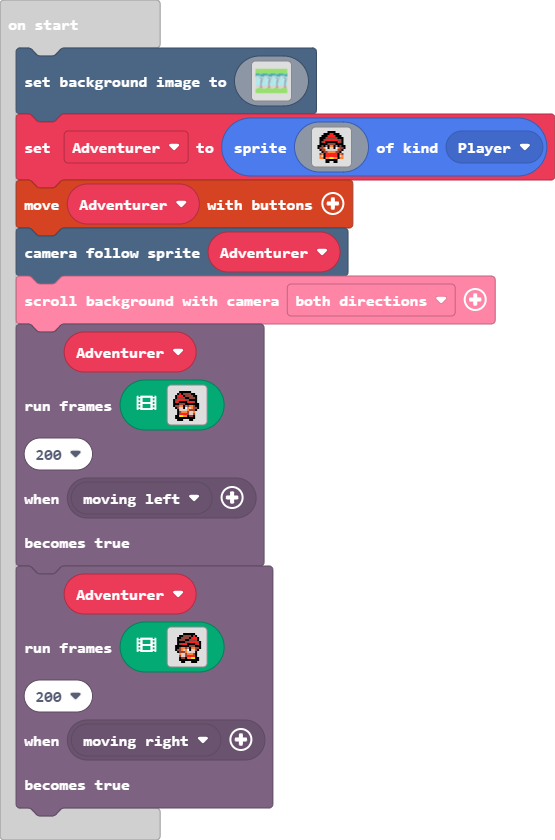 on start
set background image to
set Adventurer to sprite of kind Player
move Adventurer with buttons
camera follow sprite Adventurer
scroll background with camera both directions
Adventurer
run frames
200
when moving left
becomes true
Adventurer
run frames
200
when moving right
becomes true